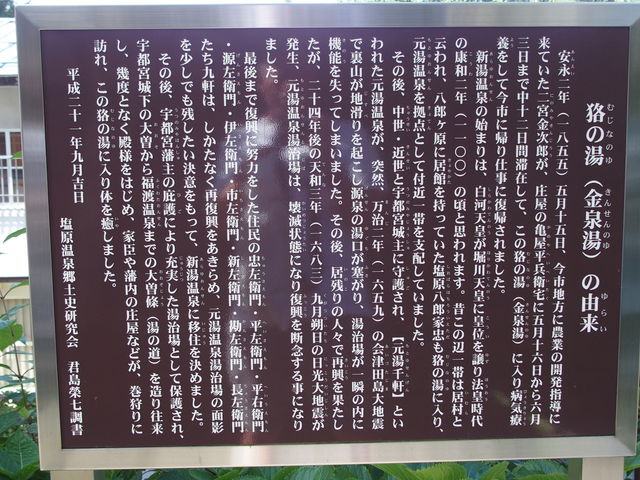 狢の湯（金泉湯）の由来
むじなのゆ きんせんのゆ ゆらい
安永二年（一八五五）五月十五日、今市地方に農業の開発指導に
来ていた二宮金次郎が、庄屋の亀屋平兵衛宅に五月十六日から六月
三日まで中十二日間滞在して、この狢の湯（金泉湯）に入り病気療
養をして今市に帰り仕事に復帰されました。
新湯温泉の始まりは、白河天皇が堀川天皇に皇位を譲り法皇時代
の康和二年（一一〇〇）の頃と思われます。昔この辺一帯は居村と
云われ、八郎ヶ原に居館を持っていた塩原八郎家忠も狢の湯に入り、
元湯温泉を拠点として付近一帯を支配していました。
その後、中世、近世と宇都宮城主に守護され、【元湯千軒】とい
われた元湯温泉が、突然、万治二年（一六五九）の会津田島大地震
で裏山が地滑りを起こし源泉の湯口が塞がり、湯治場が一瞬の内に
機能を失ってしまいました。その後、居残りの人々で再興を果たし
たが、二十四年後の天和三年（一六八三）九月朔日の日光大地震が
発生、元湯温泉湯治場は、壊滅状態になり復興を断念する事になり
ました。
最後まで復興に努力をした住民の忠左衛門・平左衛門・平右衛門
・源左衛門・伊左衛門・市左衛門・新左衛門・勘左衛門・長左衛門
たち九軒は、しかたなく再復興をあきらめ、元湯温泉湯治場の面影
を少しでも残したい決意をもって、新湯温泉に移住を決めました。
その後、宇都宮藩主の庇護により充実した湯治場として保護され、
宇都宮城下の大曽から福渡温泉までの大曽條（湯の道）を造り往来
し、幾度となく殿様をはじめ、家臣や藩内の庄屋などが、巻狩りに
訪れ、この狢の湯に入り体を癒しました。
平成二十一年九月吉日
塩原温泉郷土史研究会 君島榮七調書